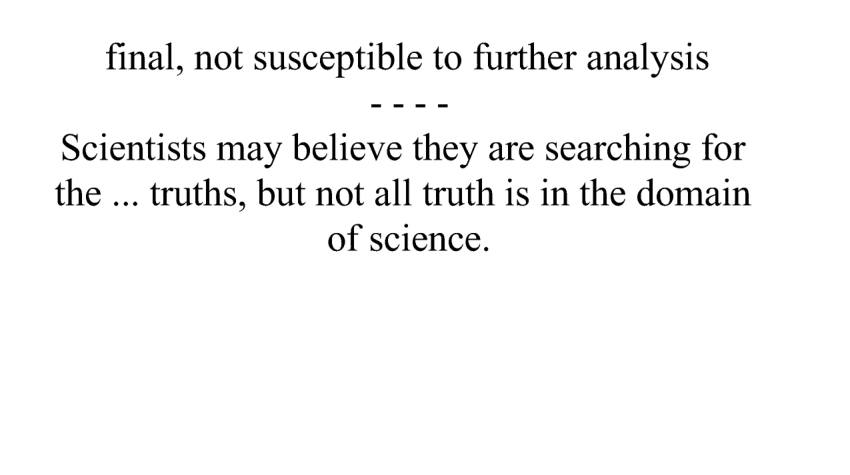 final, not susceptible to further analysis
- - - -
Scientists may believe they are searching for
the ... truths, but not all truth is in the domain
of science.